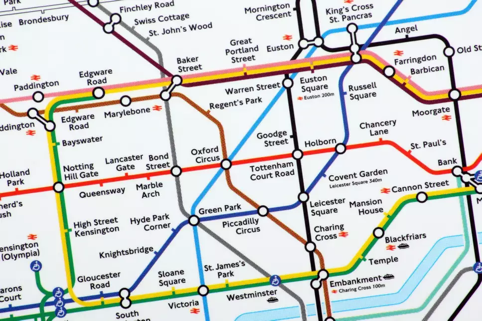 Finchley Road
Swiss Cottage
St. John's Wood
Brondesbury
Park
Mornington
Crescent
King's Cross
St. Pancras
Angel
Euston
Great
Portland
Street
Baker
Street
Vale
Paddington
Edgware
Road
Warren Street
Euston
Square
Euston 200m
Farringdon
Barbican
Old St
Moorgate
Russell
Square
Regent's Park
Marylebone
Edgware
Road
Bayswater
Goodge
Street
Chancery
Lane
St. Paul's
Bank
Holborn
Oxford
Circus
Bond
Street
Lancaster
Gate
Notting
Hill Gate
Holland
Park
Queensway
Marble
Arch
Tottenham
Court Road
Covent Garden
Leicester Square 340m
Cannon Street
Mansion
House
Leicester
Square
Green Park
Piccadilly
Circus
Hyde Park
Corner
High Street
Kensington
(Olympia)
Knightsbridge
Charing
Cross
Blackfriars
Temple
Embankment
Charing Cross 100m
St. James's
Park
Sloane
Square
Gloucester
Road
Westminster
Victoria
South
Court